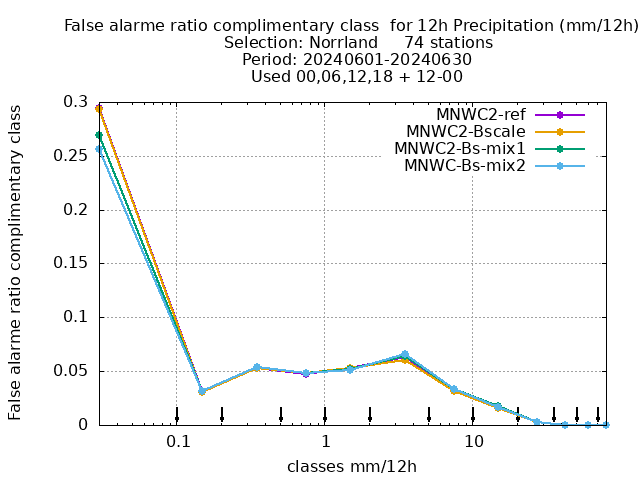 False alarme ratio complimentary class  for 12h Precipitation (mm/12h)
Selection: Norrland     74 stations
Period: 20240601-20240630
Used 00,06,12,18 + 12-00
False alarme ratio complimentary class
0.3
0.25
0.2
0.15
0.1
0.05
0
MNWC2-ref
MNWC2-Bscale
MNWC2-Bs-mix1
MNWC-Bs-mix2
0.1
1
10
classes mm/12h